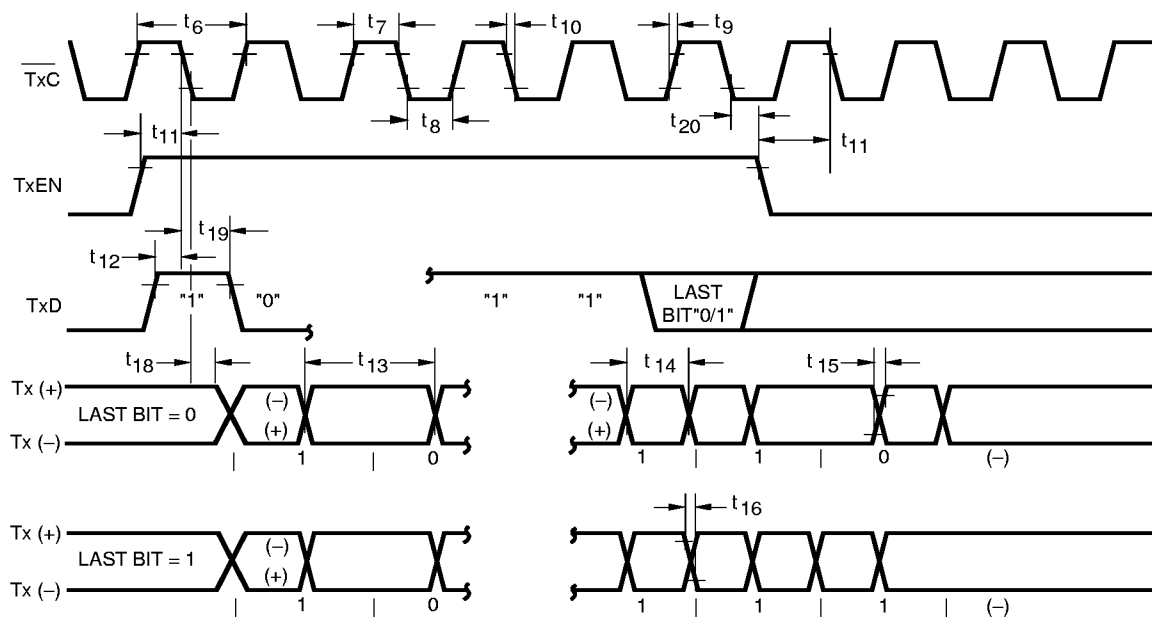 t6 t7 t10 t9
TxC
t11 t8 t20 t11
TxEN
t19
t12
TxD "1" "0" "1" "1" LAST BIT"0/1"
t18 t13 t14 t15
Tx (+) (–) (–)
LAST BIT = 0
Tx (–) (+) (+)
| 1 | 0 1 | 1 | 0 (–)
t16
Tx (+) (–)
LAST BIT = 1
Tx (–) (+)
| 1 | 0 1 | 1 | 1 | (–)